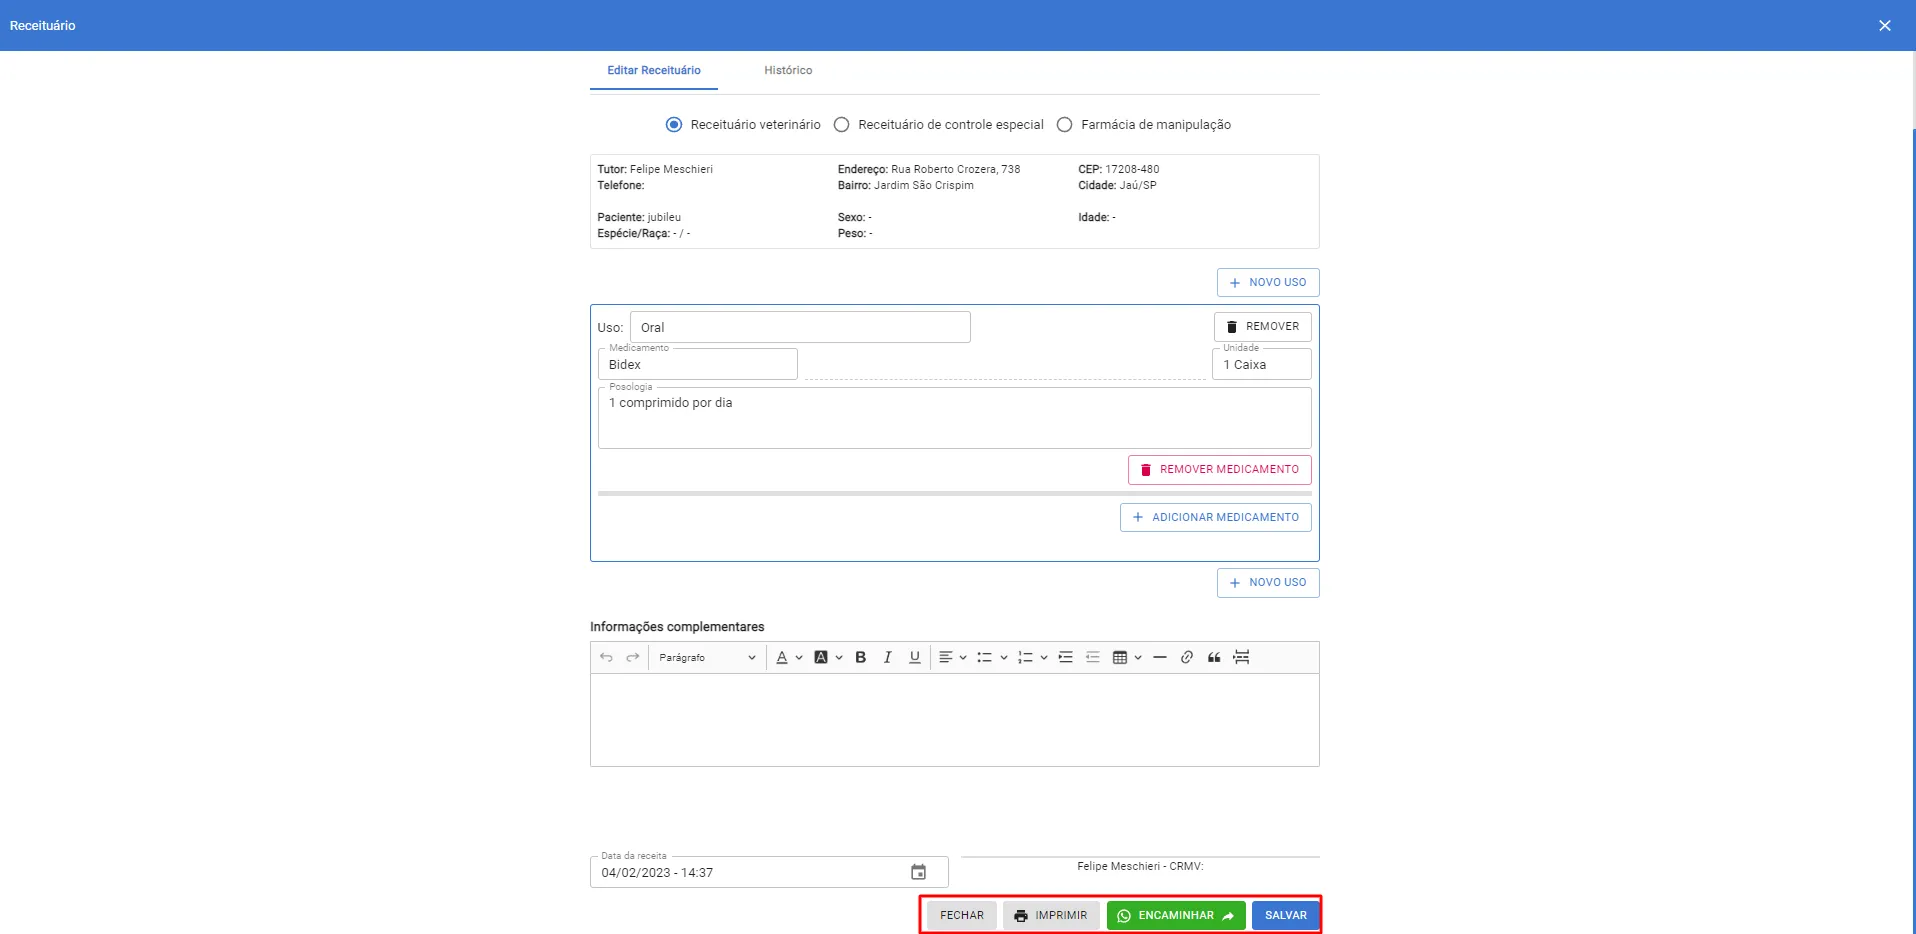 Receituário
Editar Receituário Histórico
Receituário veterinário Receituário de controle especial Farmácia de manipulação
Tutor: Felipe Meschieri Endereço: Rua Roberto Crozera, 738 CEP: 17208-480
Telefone: Bairro: Jardim São Crispim Cidade: Jaú/SP
Paciente: jubileu Sexo: - Idade: -
Espécie/Raça: - / - Peso: -
+ NOVO USO
Uso: Oral REMOVER
Medicamento Unidade
Bidex 1 Caixa
Posologia
1 comprimido por dia
REMOVER MEDICAMENTO
+ ADICIONAR MEDICAMENTO
+ NOVO USO
Informações complementares
Parágrafo A A B I U
Data da receita
04/02/2023 - 14:37
Felipe Meschieri - CRMV:
FECHAR IMPRIMIR ENCAMINHAR SALVAR